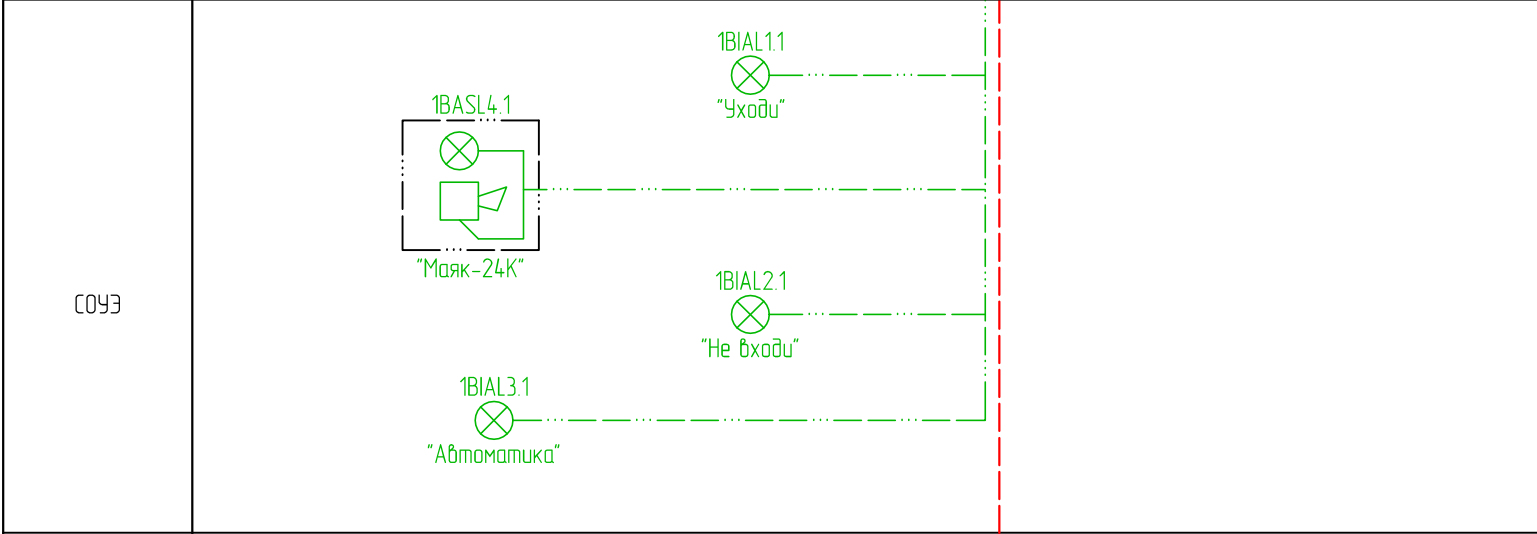 1BIAL1.1
"Уходи"
1BASL4.1
"Маяк-24К"
СОУЭ
1BIAL2.1
"Не входи"
1BIAL3.1
"Автоматика"